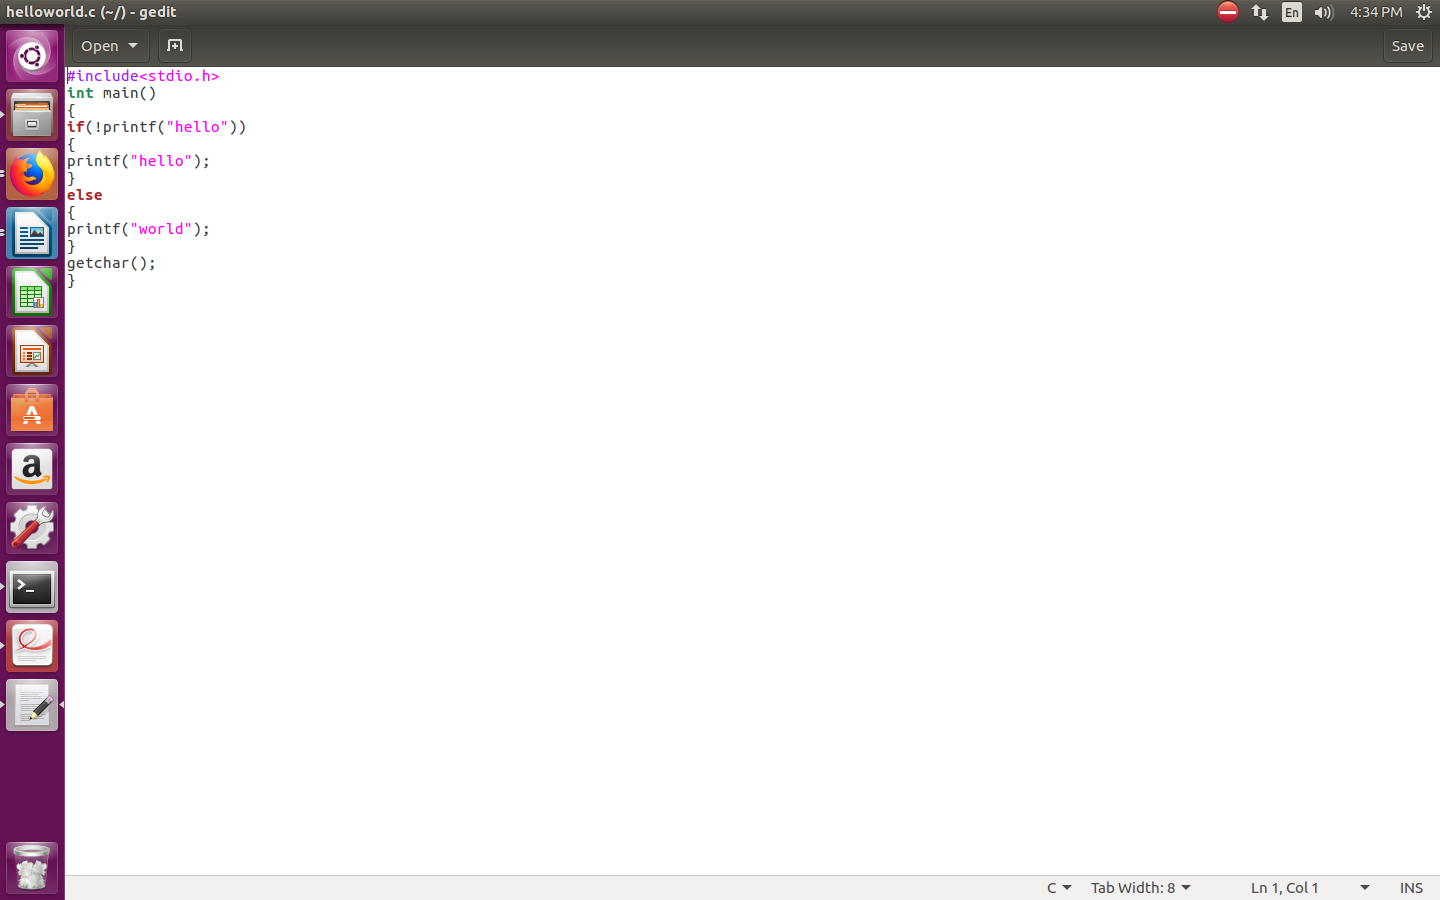 helloworld.c (~/) - gedit
En
4:34 PM
Open
Save
#include<stdio.h>
int main()
{
if(!printf("hello"))
{
printf("hello");
}
else
{
printf("world");
}
getchar();
}
C
Tab Width: 8
Ln 1, Col 1
INS